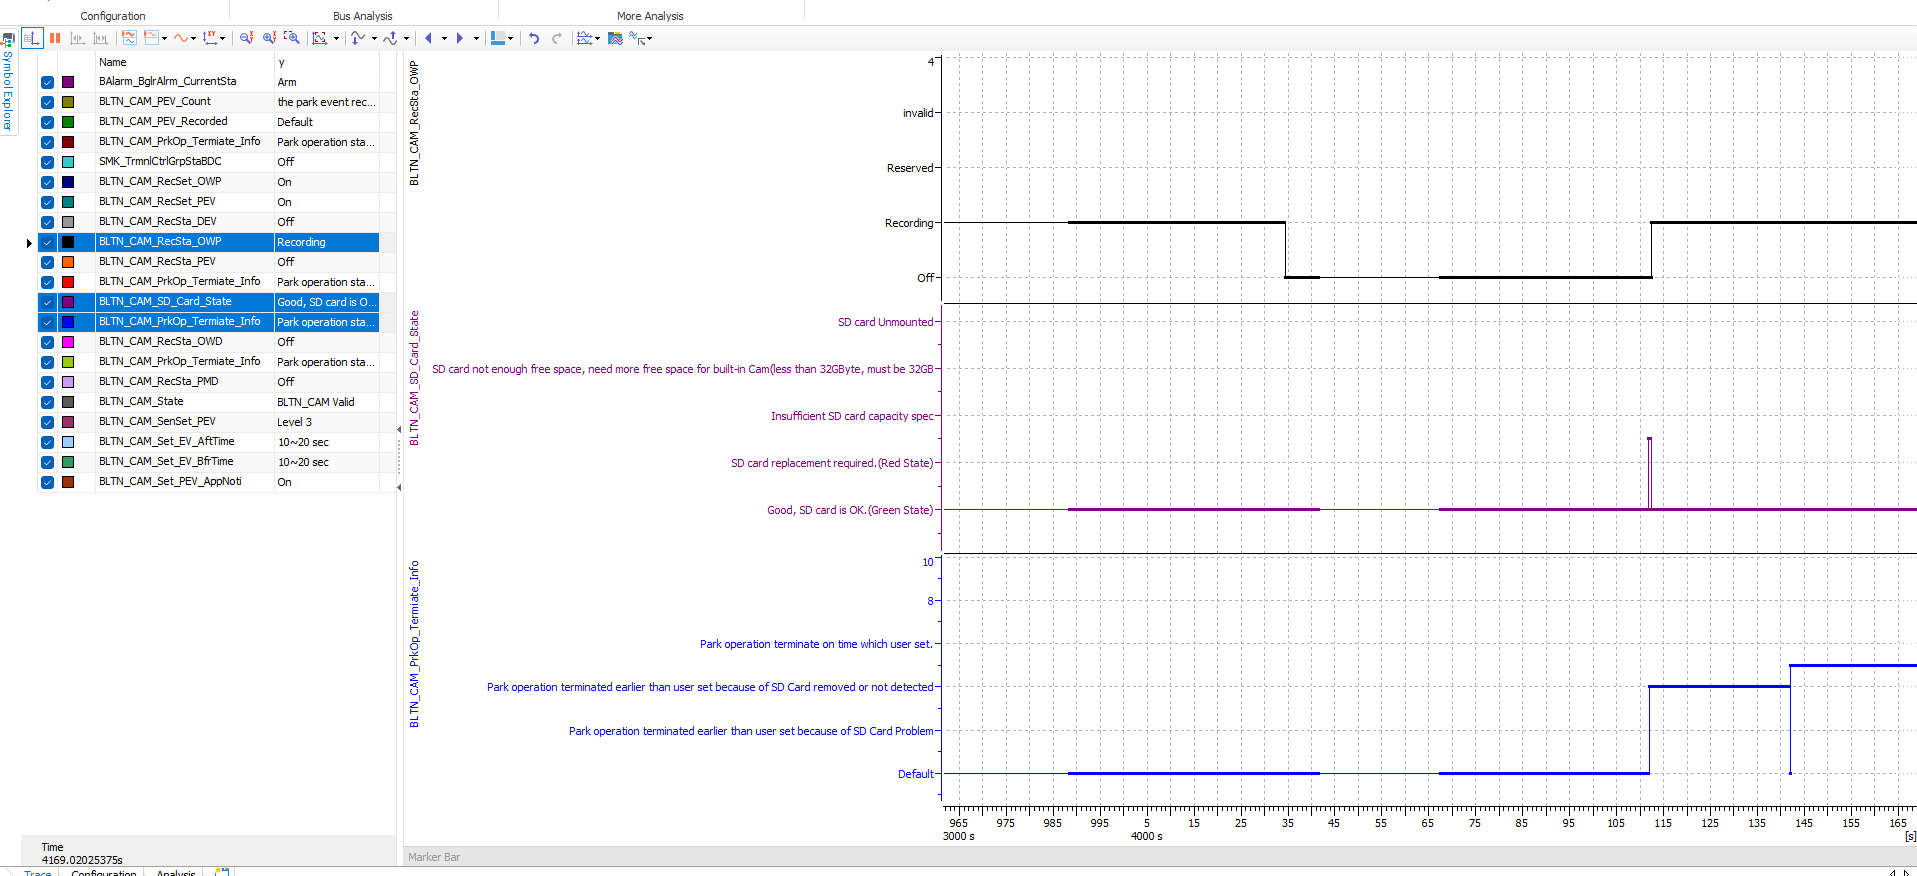 Configuration
Bus Analysis
More Analysis
Symbol Explorer
Name y
BAlarm_BglrAlrm_CurrentSta Arm
BLTN_CAM_PEV_Count the park event rec...
BLTN_CAM_PEV_Recorded Default
BLTN_CAM_PrkOp_Termiate_Info Park operation sta...
SMK_TrmnlCtrlGrpStaBDC Off
BLTN_CAM_RecSet_OWP On
BLTN_CAM_RecSet_PEV On
BLTN_CAM_RecSta_DEV Off
BLTN_CAM_RecSta_OWP Recording
BLTN_CAM_RecSta_PEV Off
BLTN_CAM_PrkOp_Termiate_Info Park operation sta...
BLTN_CAM_SD_Card_State Good, SD card is O...
BLTN_CAM_PrkOp_Termiate_Info Park operation sta...
BLTN_CAM_RecSta_OWD Off
BLTN_CAM_PrkOp_Termiate_Info Park operation sta...
BLTN_CAM_RecSta_PMD Off
BLTN_CAM_State BLTN_CAM Valid
BLTN_CAM_SenSet_PEV Level 3
BLTN_CAM_Set_EV_AftTime 10~20 sec
BLTN_CAM_Set_EV_BfrTime 10~20 sec
BLTN_CAM_Set_PEV_AppNoti On
Time
4169.02025375s
BLTN_CAM_RecSta_OWP
4
invalid
Reserved
Recording
Off
BLTN_CAM_SD_Card_State
SD card Unmounted
SD card not enough free space, need more free space for built-in Cam(less than 32GByte, must be 32GB
Insufficient SD card capacity spec
SD card replacement required.(Red State)
Good, SD card is OK.(Green State)
BLTN_CAM_PrkOp_Termiate_Info
10
8
Park operation terminate on time which user set.
Park operation terminated earlier than user set because of SD Card removed or not detected
Park operation terminated earlier than user set because of SD Card Problem
Default
965 975 985 995 5 15 25 35 45 55 65 75 85 95 105 115 125 135 145 155 165
3000 s 4000 s [s]
Marker Bar
Trace Configuration Analysis